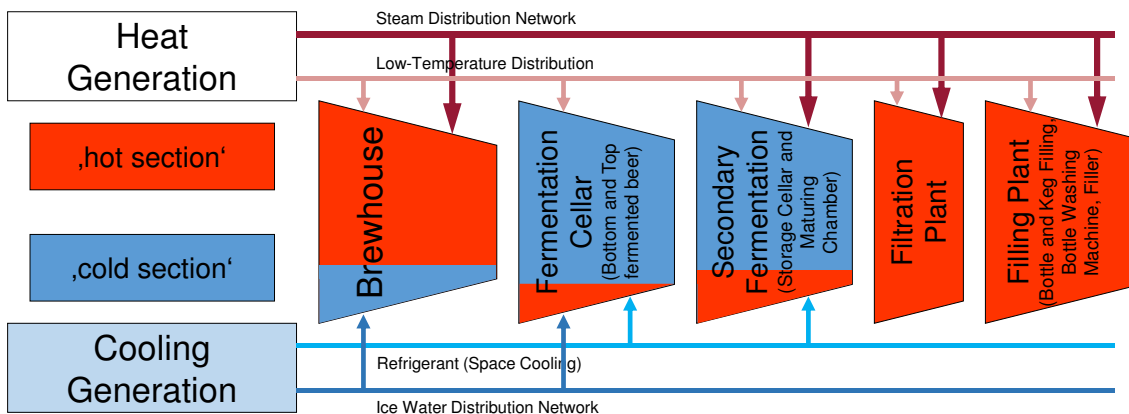 Heat
Generation
Steam Distribution Network
Low-Temperature Distribution
‚hot section‘
‚cold section‘
Brewhouse
Fermentation
Cellar
(Bottom and Top
fermented beer)
Secondary
Fermentation
(Storage Cellar and
Maturing
Chamber)
Filtration
Plant
Filling Plant
(Bottle and Keg Filling,
Bottle Washing
Machine, Filler)
Cooling
Generation
Refrigerant (Space Cooling)
Ice Water Distribution Network